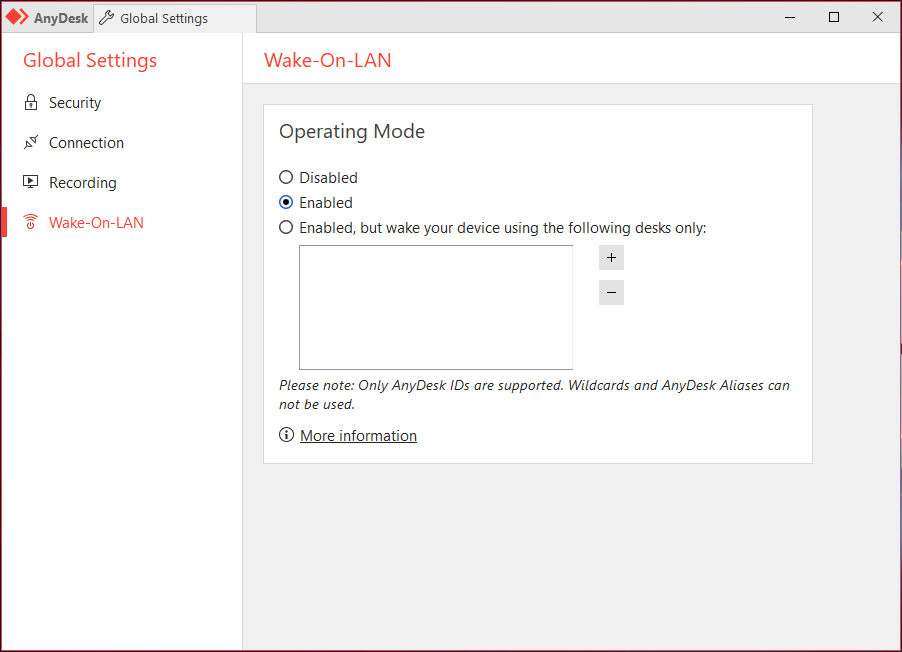 AnyDesk
Global Settings
Global Settings
Security
Connection
Recording
Wake-On-LAN
Wake-On-LAN
Operating Mode
Disabled
Enabled
Enabled, but wake your device using the following desks only:
+
−
Please note: Only AnyDesk IDs are supported. Wildcards and AnyDesk Aliases can
not be used.
More information